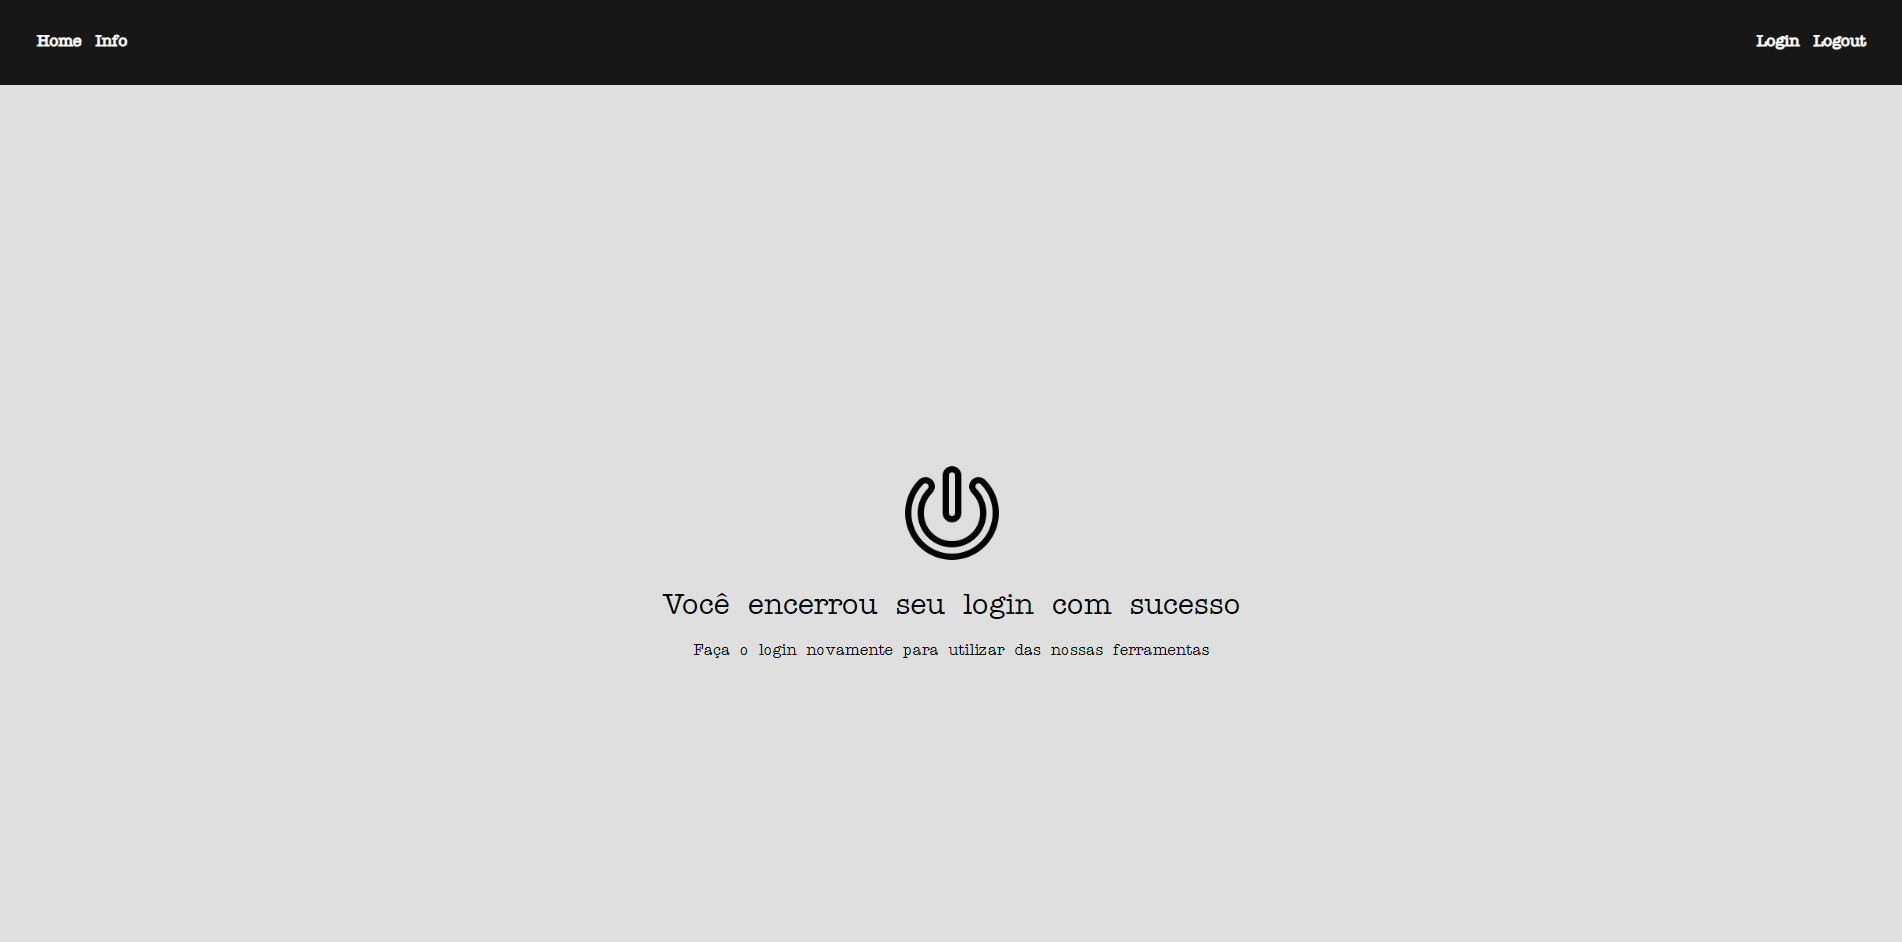 Home Info
Login Logout
Você encerrou seu login com sucesso
Faça o login novamente para utilizar das nossas ferramentas